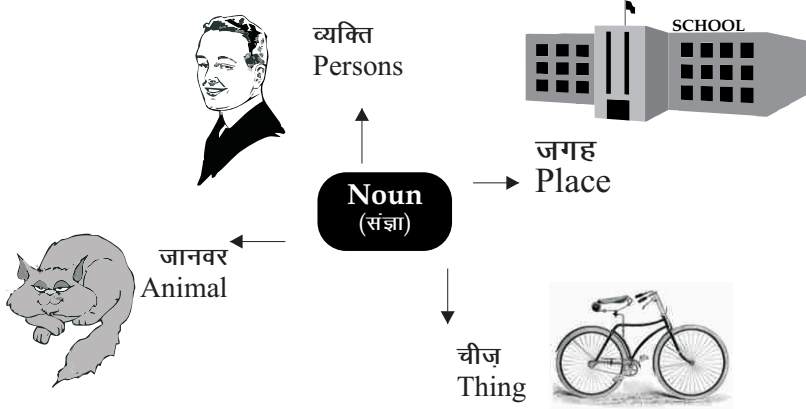 व्यक्ति
Persons
SCHOOL
जगह
Place
Noun
(संज्ञा)
जानवर
Animal
चीज़
Thing